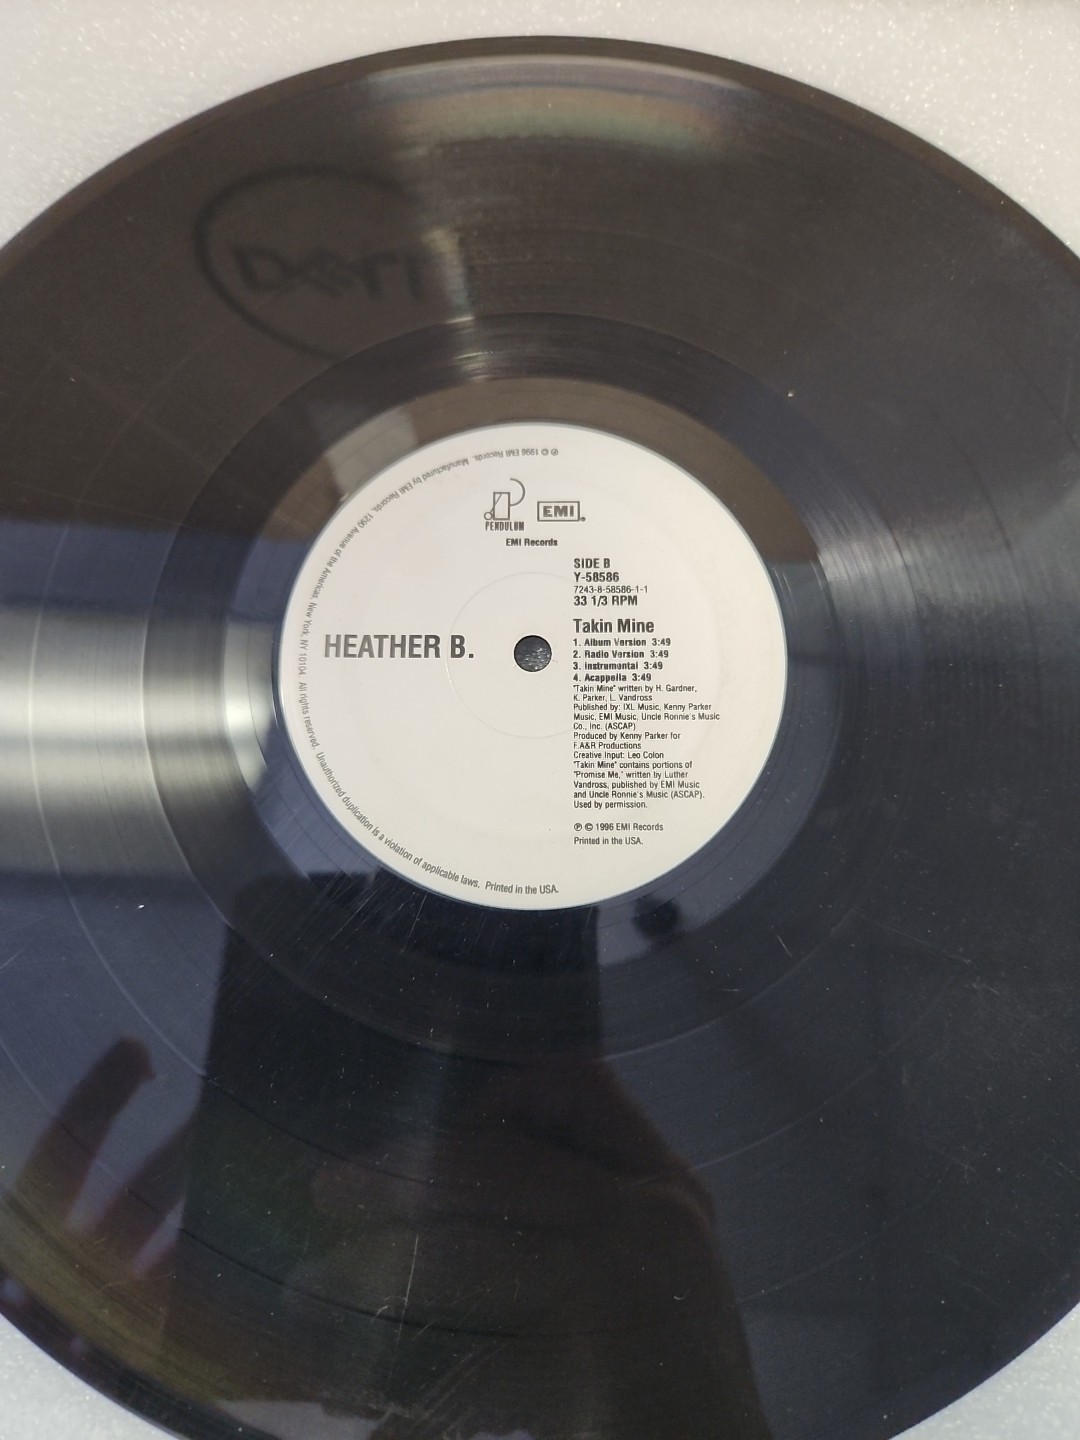 ℗ © 1996 EMI Records. Manufactured by EMI Records, 1290 Avenue of the Americas, New York, NY 10104. All rights reserved. Unauthorized duplication is a violation of applicable laws. Printed in the USA.
PENDULUM
EMI
EMI Records
SIDE B
Y-58586
7243-8-58586-1-1
33 1/3 RPM
HEATHER B.
Takin Mine
1. Album Version 3:49
2. Radio Version 3:49
3. Instrumental 3:49
4. Acappella 3:49
"Takin Mine" written by H. Gardner,
K. Parker, L. Vandross
Published by: IXL Music, Kenny Parker
Music, EMI Music, Uncle Ronnie's Music
Co., Inc. (ASCAP)
Produced by Kenny Parker for
F.A&R Productions
Creative Input: Leo Colon
"Takin Mine" contains portions of
"Promise Me," written by Luther
Vandross, published by EMI Music
and Uncle Ronnie's Music (ASCAP).
Used by permission.
℗ © 1996 EMI Records
Printed in the USA.